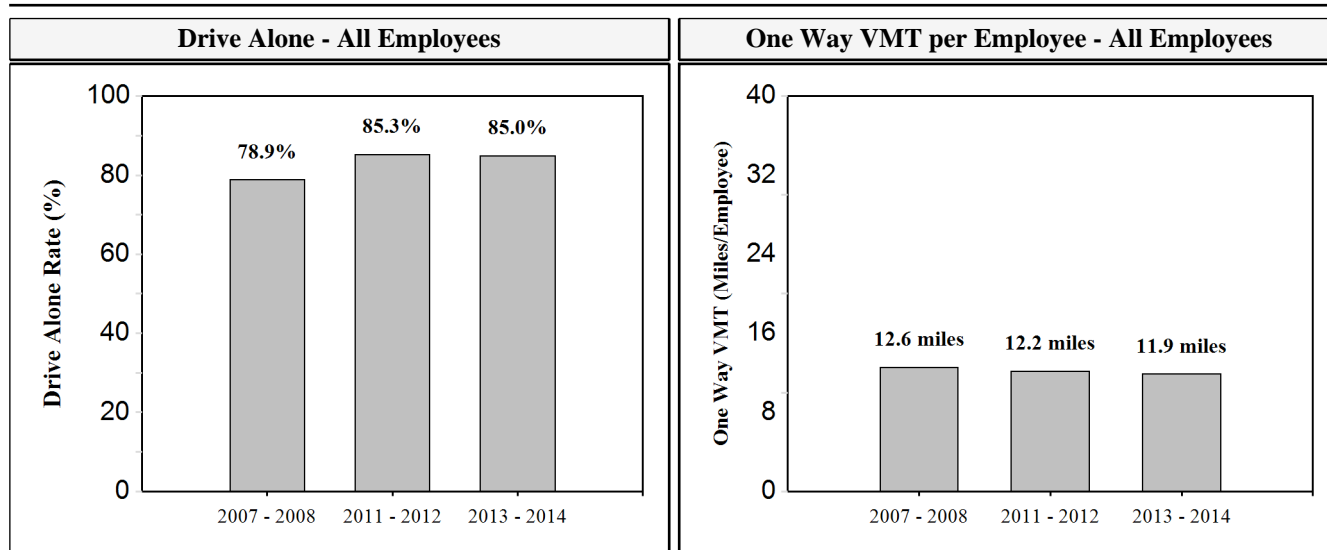 Drive Alone - All Employees
One Way VMT per Employee - All Employees
Drive Alone Rate (%)
100
80
60
40
20
0
78.9%
85.3%
85.0%
2007 - 2008
2011 - 2012
2013 - 2014
One Way VMT (Miles/Employee)
40
32
24
16
8
0
12.6 miles
12.2 miles
11.9 miles
2007 - 2008
2011 - 2012
2013 - 2014